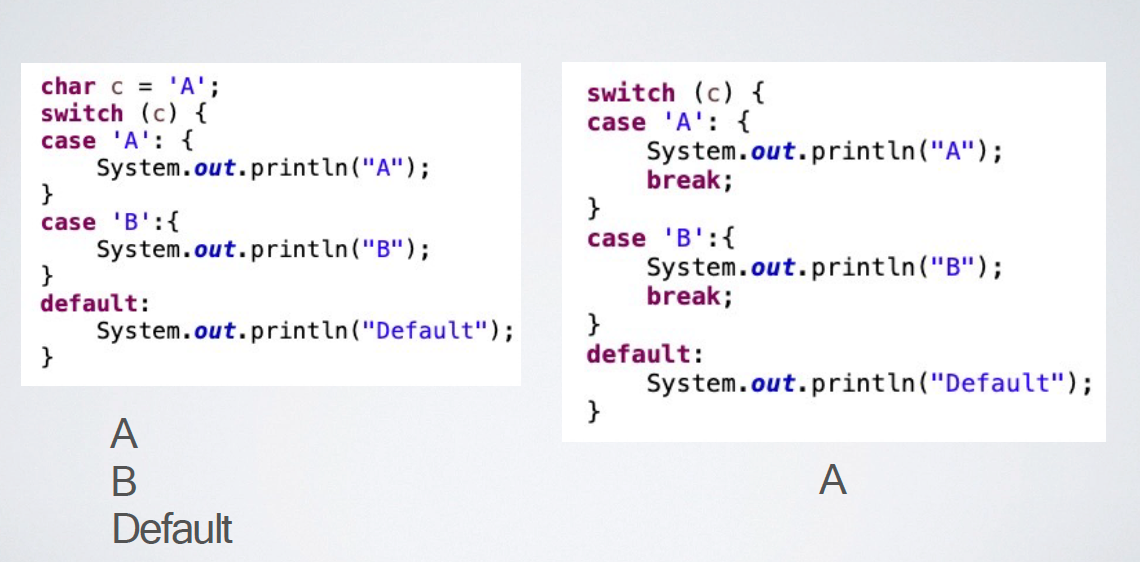 char c = 'A';
switch (c) {
case 'A': {
    System.out.println("A");
}
case 'B':{
    System.out.println("B");
}
default:
    System.out.println("Default");
}
A
B
Default
switch (c) {
case 'A': {
    System.out.println("A");
    break;
}
case 'B':{
    System.out.println("B");
    break;
}
default:
    System.out.println("Default");
}
A